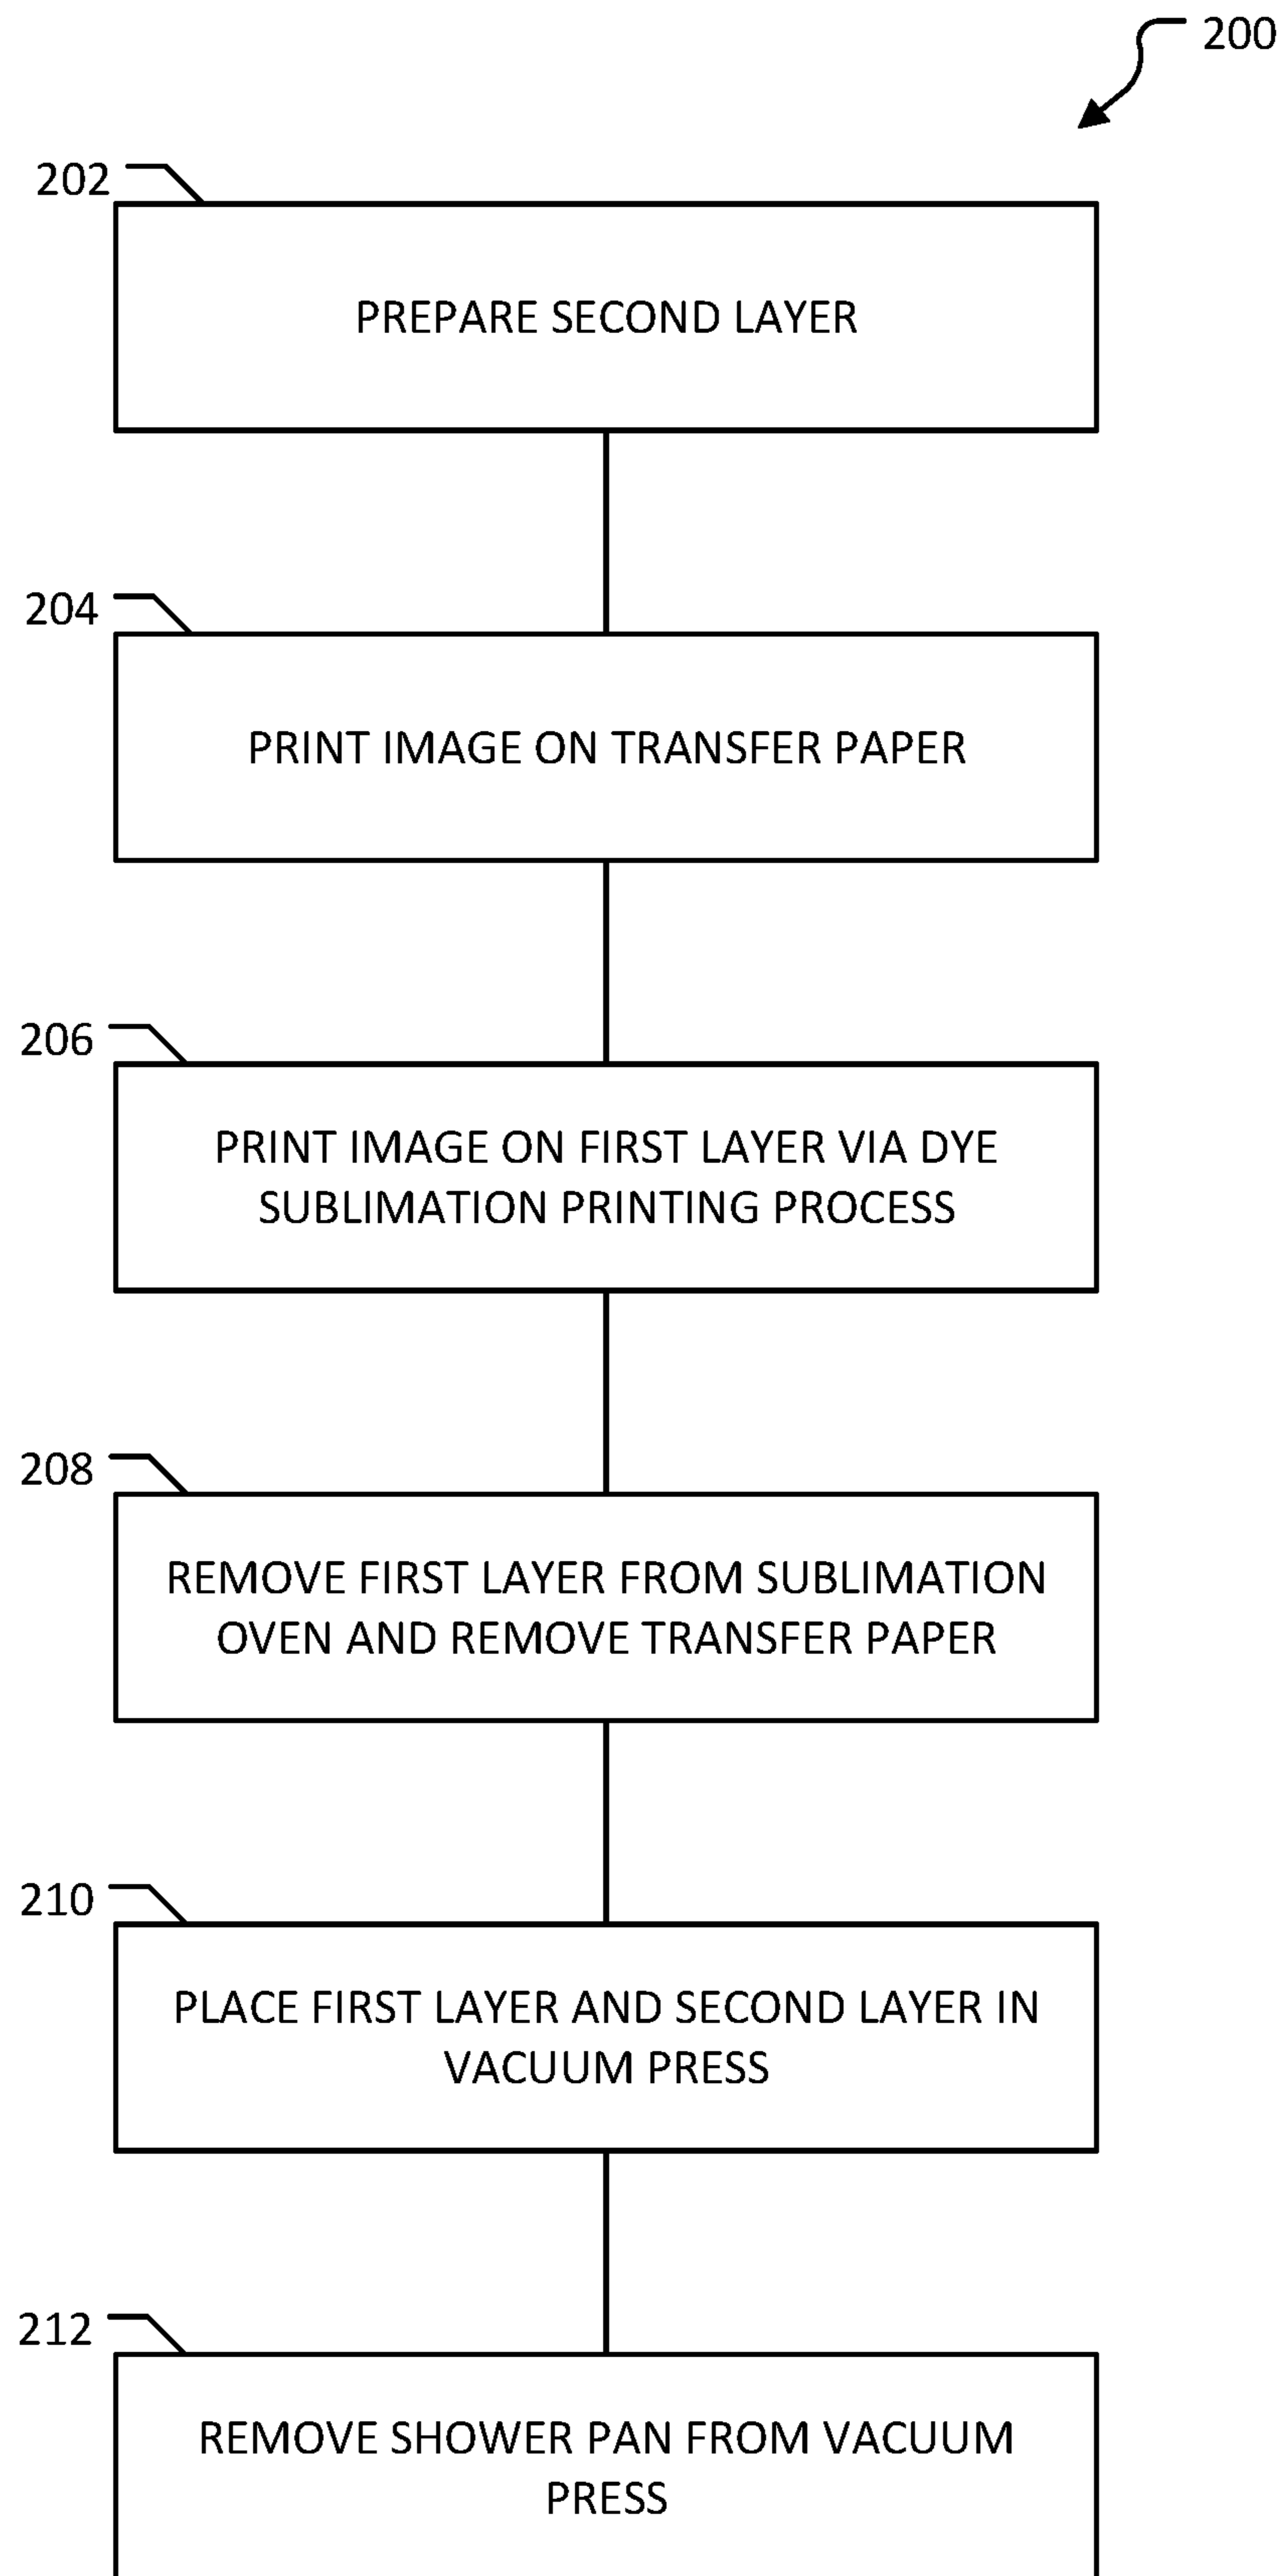 200
202
PREPARE SECOND LAYER
204
PRINT IMAGE ON TRANSFER PAPER
206
PRINT IMAGE ON FIRST LAYER VIA DYE
SUBLIMATION PRINTING PROCESS
208
REMOVE FIRST LAYER FROM SUBLIMATION
OVEN AND REMOVE TRANSFER PAPER
210
PLACE FIRST LAYER AND SECOND LAYER IN
VACUUM PRESS
212
REMOVE SHOWER PAN FROM VACUUM
PRESS